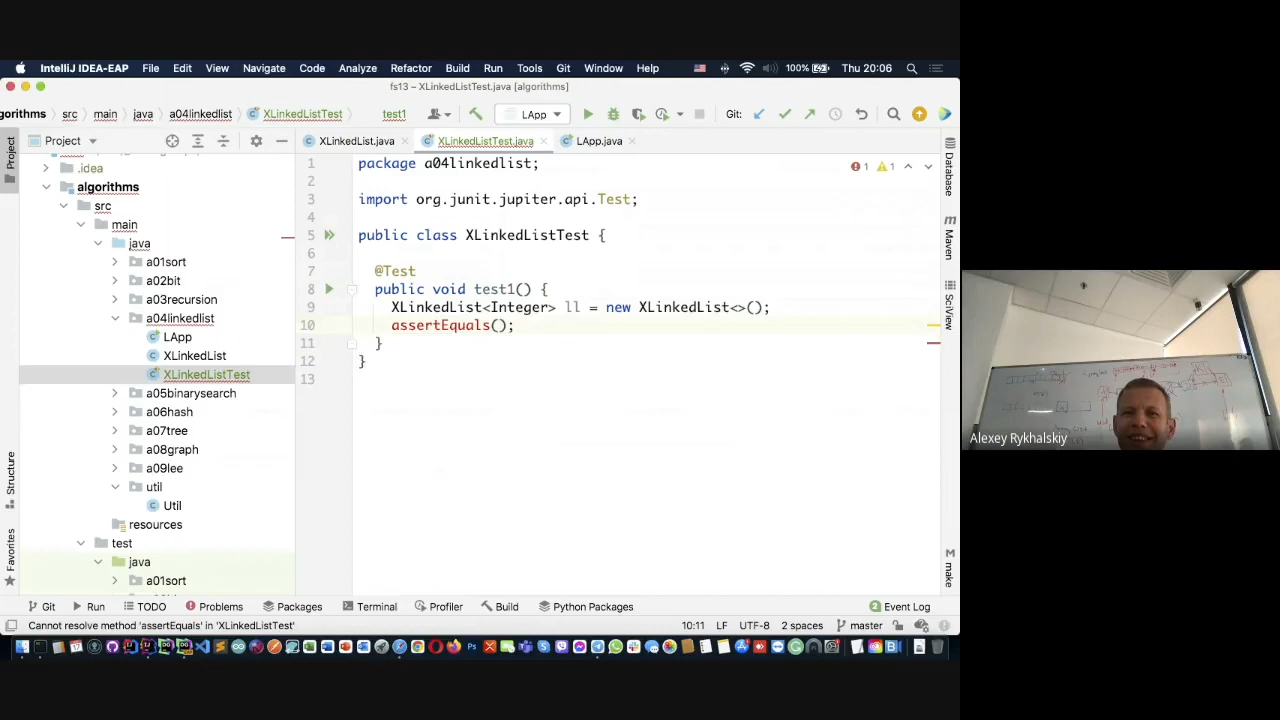 IntelliJ IDEA-EAP File Edit View Navigate Code Analyze Refactor Build Run Tools Git Window Help 100% Thu 20:06
fs13 – XLinkedListTest.java [algorithms]
gorithms src main java a04linkedlist XLinkedListTest test1 LApp Git:
Project XLinkedList.java XLinkedListTest.java LApp.java
Project
Structure
Favorites
.idea
algorithms
src
main
java
a01sort
a02bit
a03recursion
a04linkedlist
LApp
XLinkedList
XLinkedListTest
a05binarysearch
a06hash
a07tree
a08graph
a09lee
util
Util
resources
test
java
a01sort
1 package a04linkedlist;
2
3 import org.junit.jupiter.api.Test;
4
5 public class XLinkedListTest {
6
7 @Test
8 public void test1() {
9 XLinkedList<Integer> ll = new XLinkedList<>();
10 assertEquals();
11 }
12 }
13
1 1
Database
Maven
SciView
make
Git Run TODO Problems Packages Terminal Profiler Build Python Packages 2 Event Log
Cannot resolve method 'assertEquals' in 'XLinkedListTest' 10:11 LF UTF-8 2 spaces master
Alexey Rykhalskiy